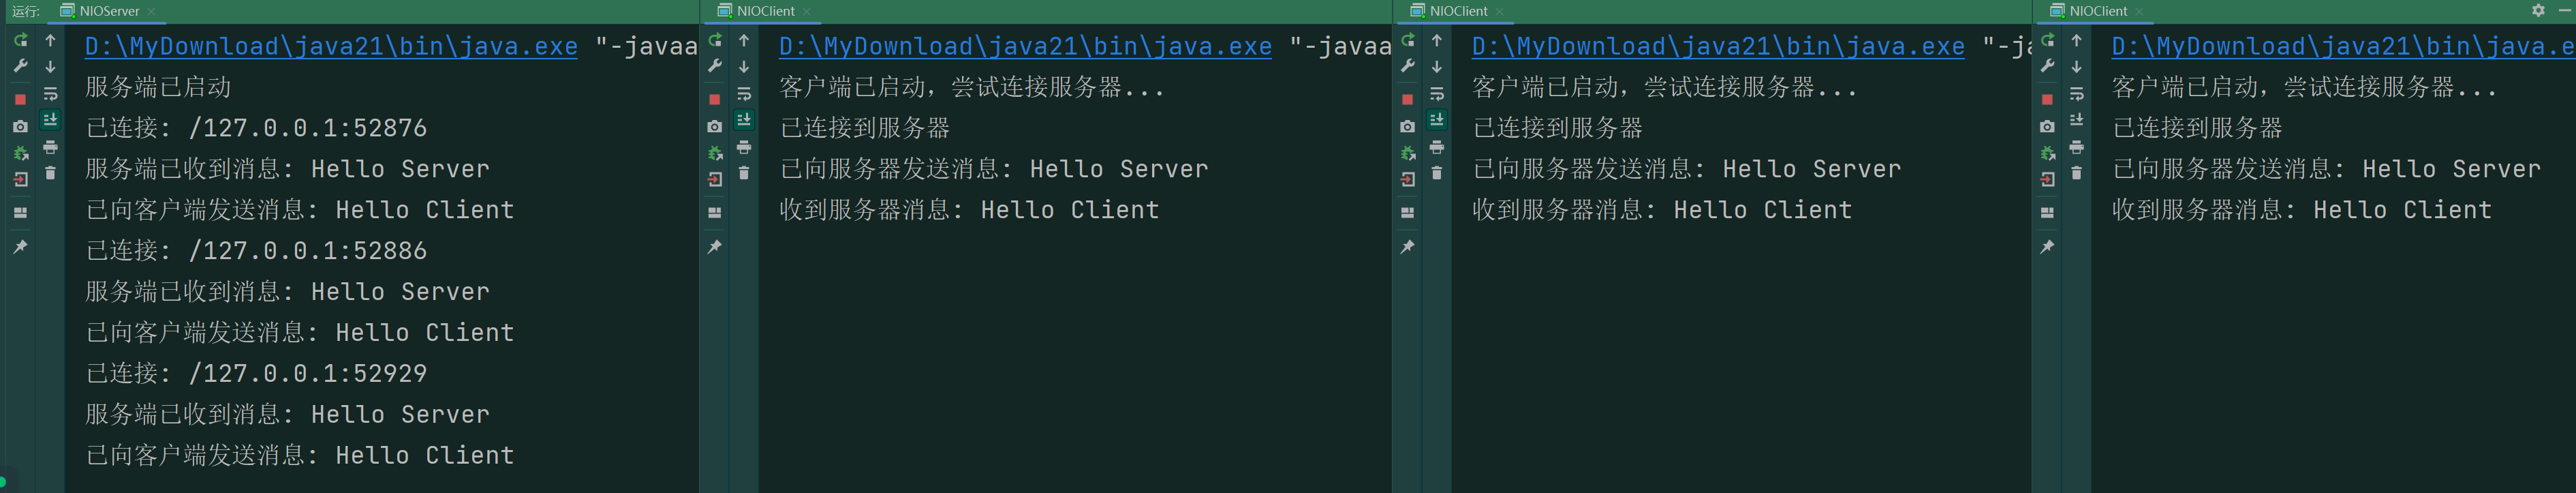 运行: NIOServer
D:\MyDownload\java21\bin\java.exe "-javaa
服务端已启动
已连接: /127.0.0.1:52876
服务端已收到消息: Hello Server
已向客户端发送消息: Hello Client
已连接: /127.0.0.1:52886
服务端已收到消息: Hello Server
已向客户端发送消息: Hello Client
已连接: /127.0.0.1:52929
服务端已收到消息: Hello Server
已向客户端发送消息: Hello Client
NIOClient
D:\MyDownload\java21\bin\java.exe "-javaa
客户端已启动，尝试连接服务器...
已连接到服务器
已向服务器发送消息: Hello Server
收到服务器消息: Hello Client
NIOClient
D:\MyDownload\java21\bin\java.exe "-ja
客户端已启动，尝试连接服务器...
已连接到服务器
已向服务器发送消息: Hello Server
收到服务器消息: Hello Client
NIOClient
D:\MyDownload\java21\bin\java.e
客户端已启动，尝试连接服务器...
已连接到服务器
已向服务器发送消息: Hello Server
收到服务器消息: Hello Client